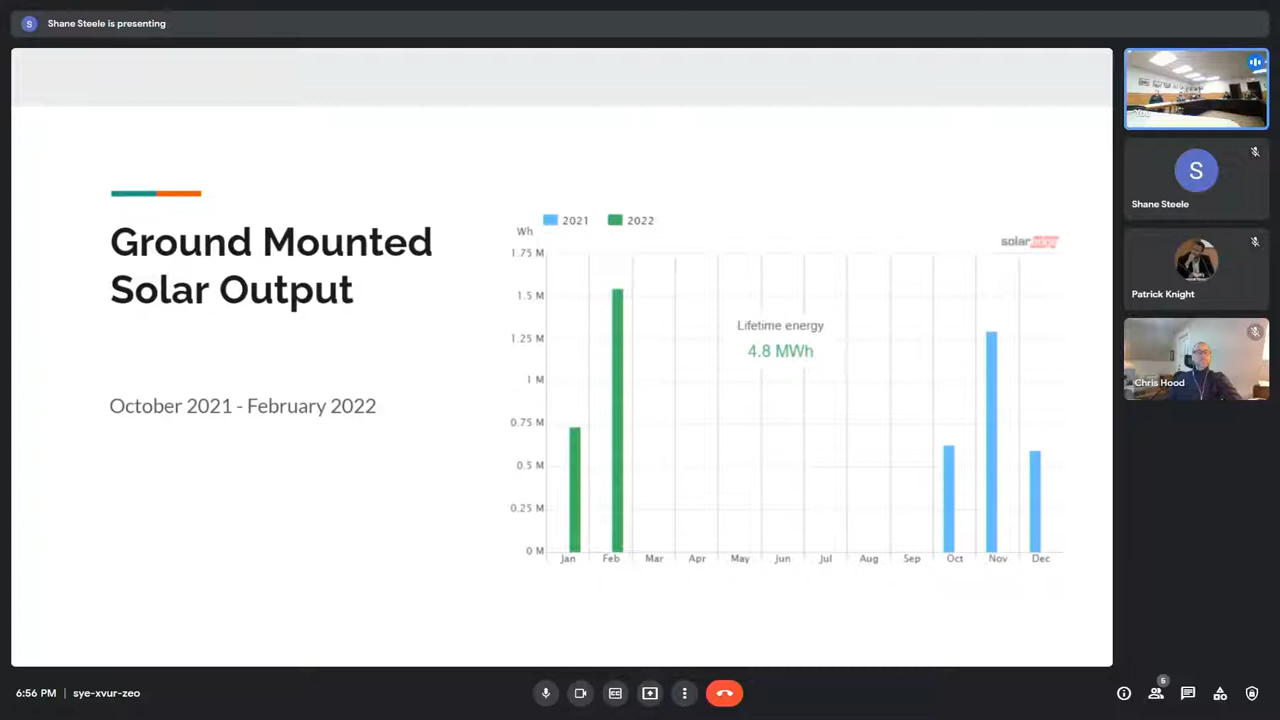 S
Shane Steele is presenting
Ground Mounted
Solar Output
October 2021 - February 2022
2021 2022
Wh
solaredge
1.75 M
1.5 M
1.25 M
1 M
0.75 M
0.5 M
0.25 M
0 M
Lifetime energy
4.8 MWh
Jan Feb Mar Apr May Jun Jul Aug Sep Oct Nov Dec
S
Shane Steele
Patrick Knight
Chris Hood
6:56 PM | sye-xvur-zeo
CC
5